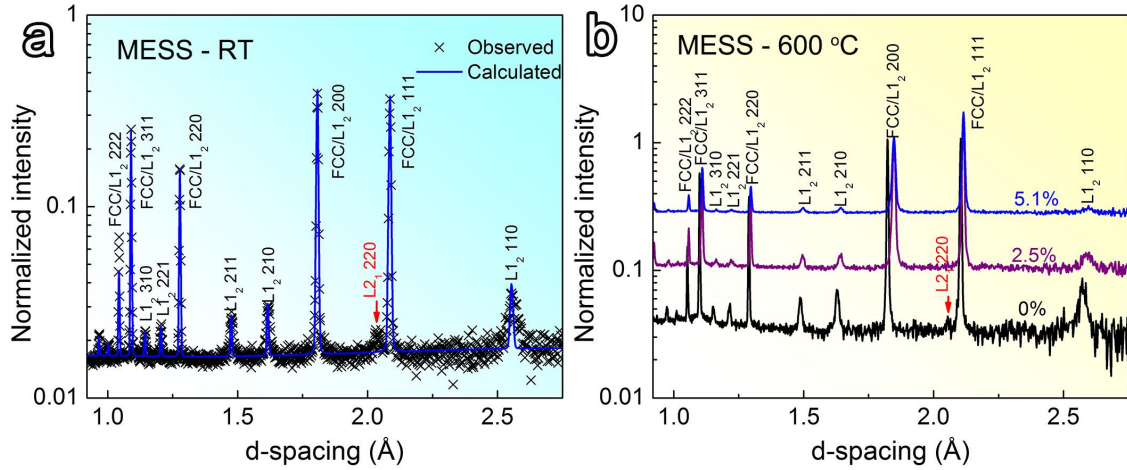 a
MESS - RT
× Observed
Calculated
Normalized intensity
1
0.1
0.01
FCC/L1₂ 222
FCC/L1₂ 311
L1₂ 310
L1₂ 221
FCC/L1₂ 220
L1₂ 211
L1₂ 210
FCC/L1₂ 200
L2₁ 220
FCC/L1₂ 111
L1₂ 110
1.0 1.5 2.0 2.5
d-spacing (Å)
b
MESS - 600 °C
Normalized intensity
10
1
0.1
0.01
FCC/L1₂ 222
FCC/L1₂ 311
L1₂ 310
L1₂ 221
FCC/L1₂ 220
L1₂ 211
L1₂ 210
FCC/L1₂ 200
L2₁ 220
FCC/L1₂ 111
L1₂ 110
5.1%
2.5%
0%
1.0 1.5 2.0 2.5
d-spacing (Å)